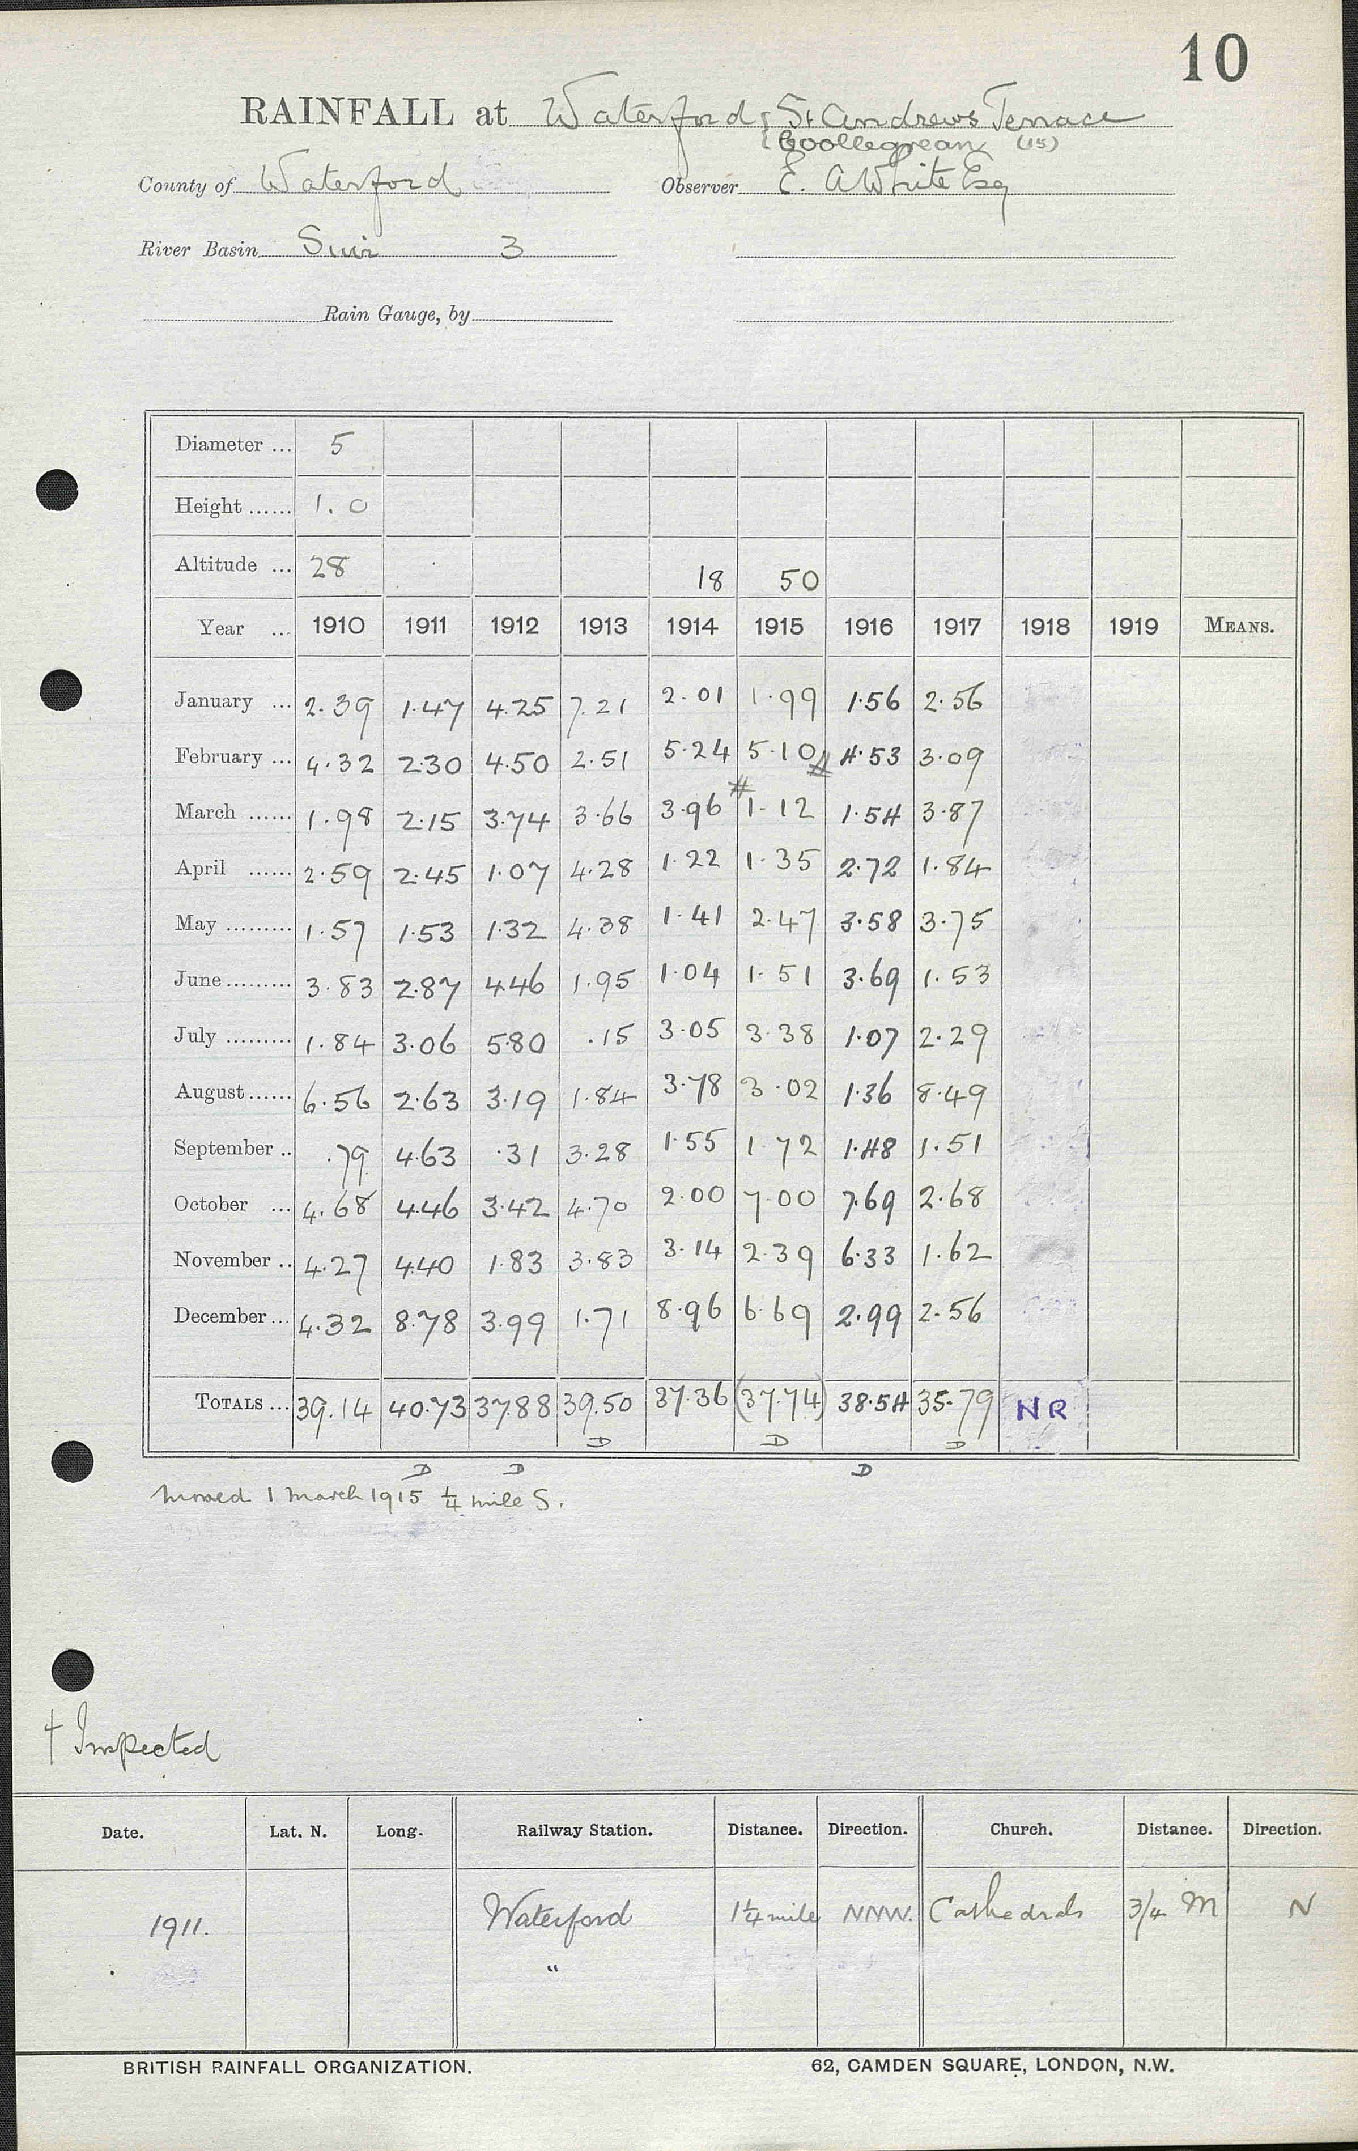 10
RAINFALL at Waterford { St Andrews Terrace
{ Coollegrean (15)
County of Waterford Observer E. A White Esq
River Basin Suir 3
Rain Gauge, by
Diameter ... 5
Height ...... 1.0
Altitude ... 28 18 50
Year ... 1910 1911 1912 1913 1914 1915 1916 1917 1918 1919 MEANS.
January ... 2.39 1.47 4.25 7.21 2.01 1.99 1.56 2.56
February ... 4.32 2.30 4.50 2.51 5.24 5.10 # 4.53 3.09
March ...... 1.98 2.15 3.74 3.66 3.96 # 1.12 1.54 3.87
April ...... 2.59 2.45 1.07 4.28 1.22 1.35 2.72 1.84
May ......... 1.57 1.53 1.32 4.38 1.41 2.47 3.58 3.75
June ......... 3.83 2.87 4.46 1.95 1.04 1.51 3.69 1.53
July ......... 1.84 3.06 5.80 .15 3.05 3.38 1.07 2.29
August ...... 6.56 2.63 3.19 1.84 3.78 3.02 1.36 8.49
September .. .79 4.63 .31 3.28 1.55 1.72 1.48 1.51
October ... 4.68 4.46 3.42 4.70 2.00 7.00 7.69 2.68
November .. 4.27 4.40 1.83 3.83 3.14 2.39 6.33 1.62
December ... 4.32 8.78 3.99 1.71 8.96 6.69 2.99 2.56
TOTALS ... 39.14 40.73 37.88 39.50 37.36 (37.74) 38.54 35.79 NR
D D D
D D D
moved 1 March 1915 1/4 mile S.
† Inspected
Date. Lat. N. Long. Railway Station. Distance. Direction. Church. Distance. Direction.
1911. Waterford 1 1/4 mile NNW. Cathedral 3/4 M N
"
BRITISH RAINFALL ORGANIZATION. 62, CAMDEN SQUARE, LONDON, N.W.